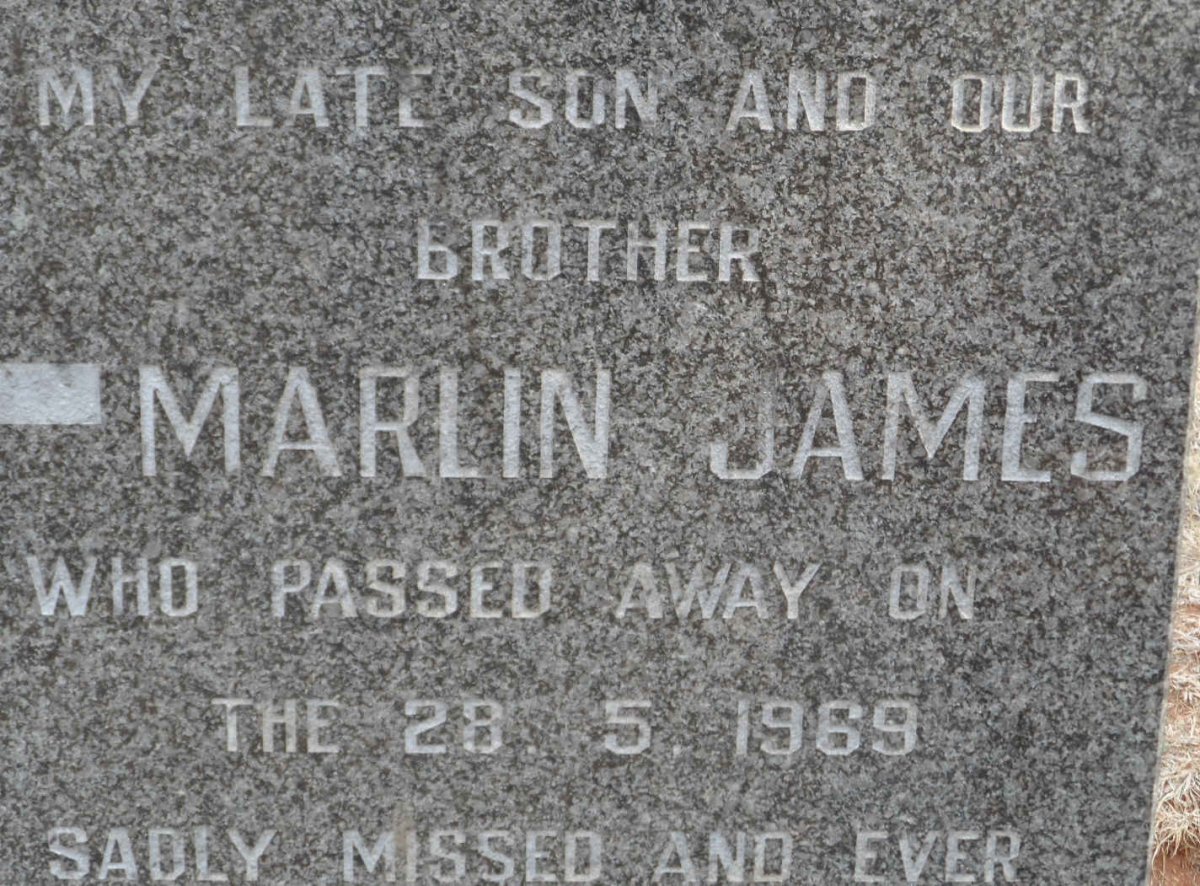 MY LATE SON AND OUR
BROTHER
MARLIN JAMES
WHO PASSED AWAY ON
THE 28. 5. 1969
SADLY MISSED AND EVER